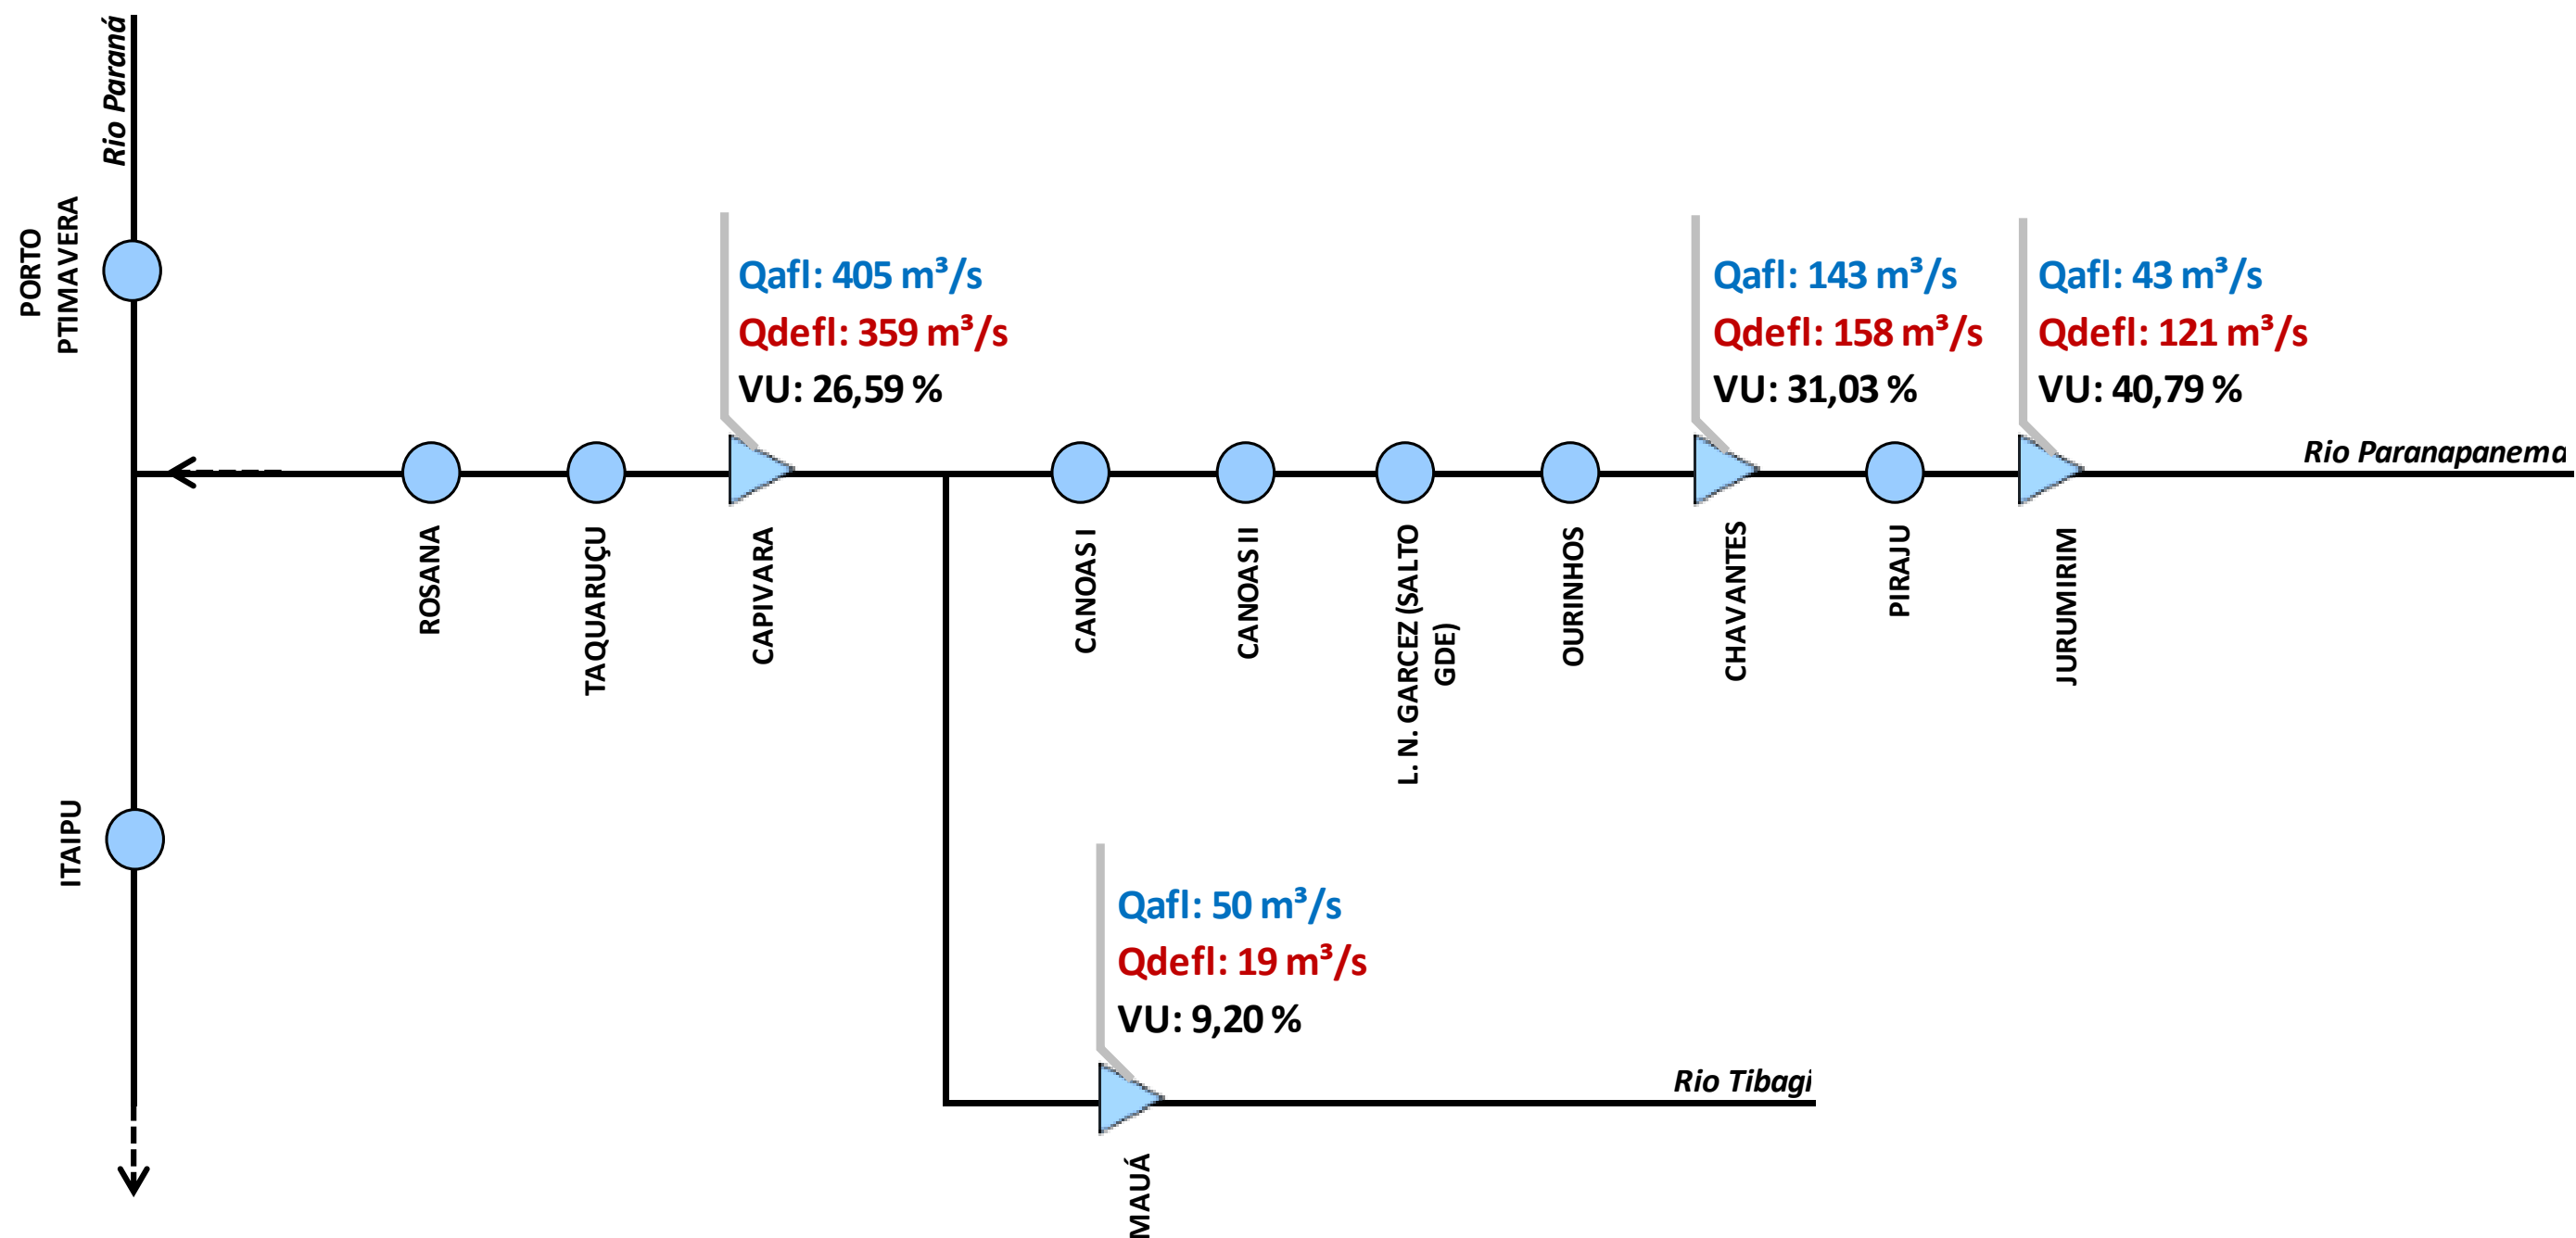 Rio Paraná
PORTO
PTIMAVERA
Qafl: 405 m³/s
Qdefl: 359 m³/s
VU: 26,59 %
Qafl: 143 m³/s
Qdefl: 158 m³/s
VU: 31,03 %
Qafl: 43 m³/s
Qdefl: 121 m³/s
VU: 40,79 %
Rio Paranapanema
ROSANA
TAQUARUÇU
CAPIVARA
CANOAS I
CANOAS II
L. N. GARCEZ (SALTO
GDE)
OURINHOS
CHAVANTES
PIRAJU
JURUMIRIM
ITAIPU
Qafl: 50 m³/s
Qdefl: 19 m³/s
VU: 9,20 %
Rio Tibagi
MAUÁ